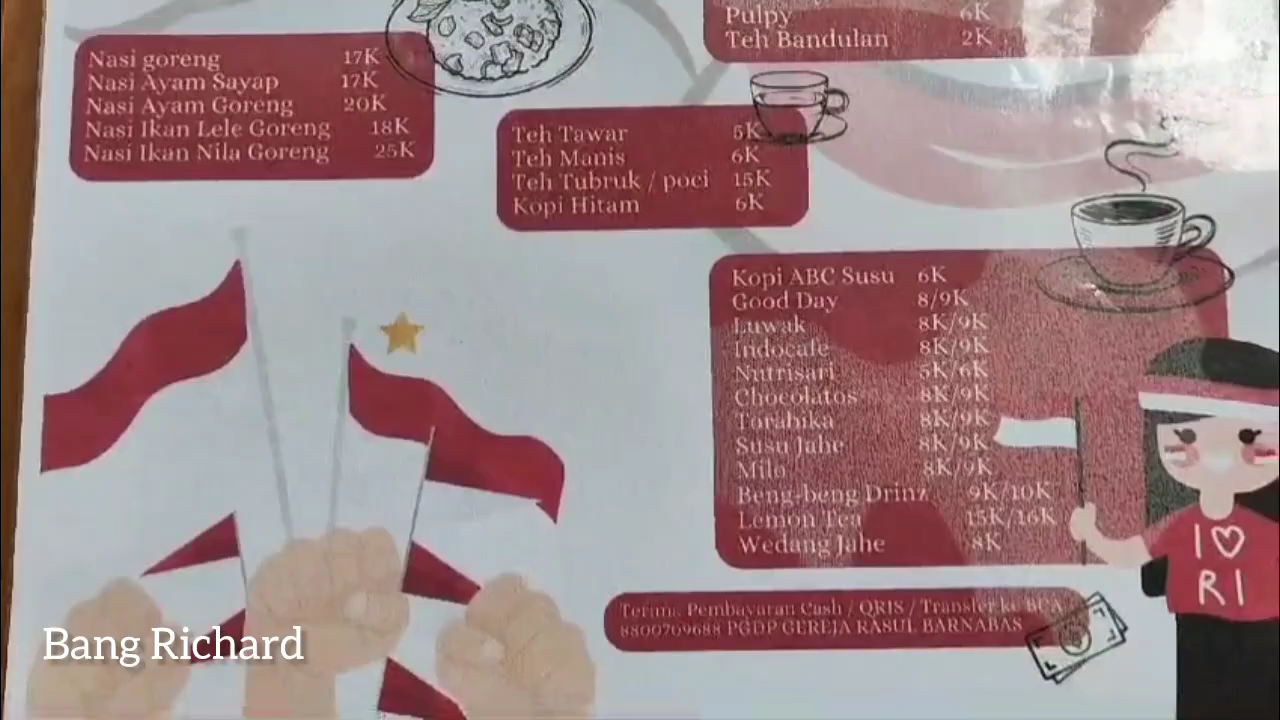 Pulpy 6K
Teh Bandulan 2K
Nasi goreng 17K
Nasi Ayam Sayap 17K
Nasi Ayam Goreng 20K
Nasi Ikan Lele Goreng 18K
Nasi Ikan Nila Goreng 25K
Teh Tawar 5K
Teh Manis 6K
Teh Tubruk / poci 15K
Kopi Hitam 6K
Kopi ABC Susu 6K
Good Day 8/9K
Luwak 8K/9K
Indocafe 8K/9K
Nutrisari 5K/6K
Chocolatos 8K/9K
Torabika 8K/9K
Susu Jahe 8K/9K
Milo 8K/9K
Beng-beng Drinz 9K/10K
Lemon Tea 15K/16K
Wedang Jahe 8K
I ♡
RI
Terima Pembayaran Cash / QRIS / Transfer ke BCA
8800709688 PGDP GEREJA RASUL BARNABAS
Bang Richard